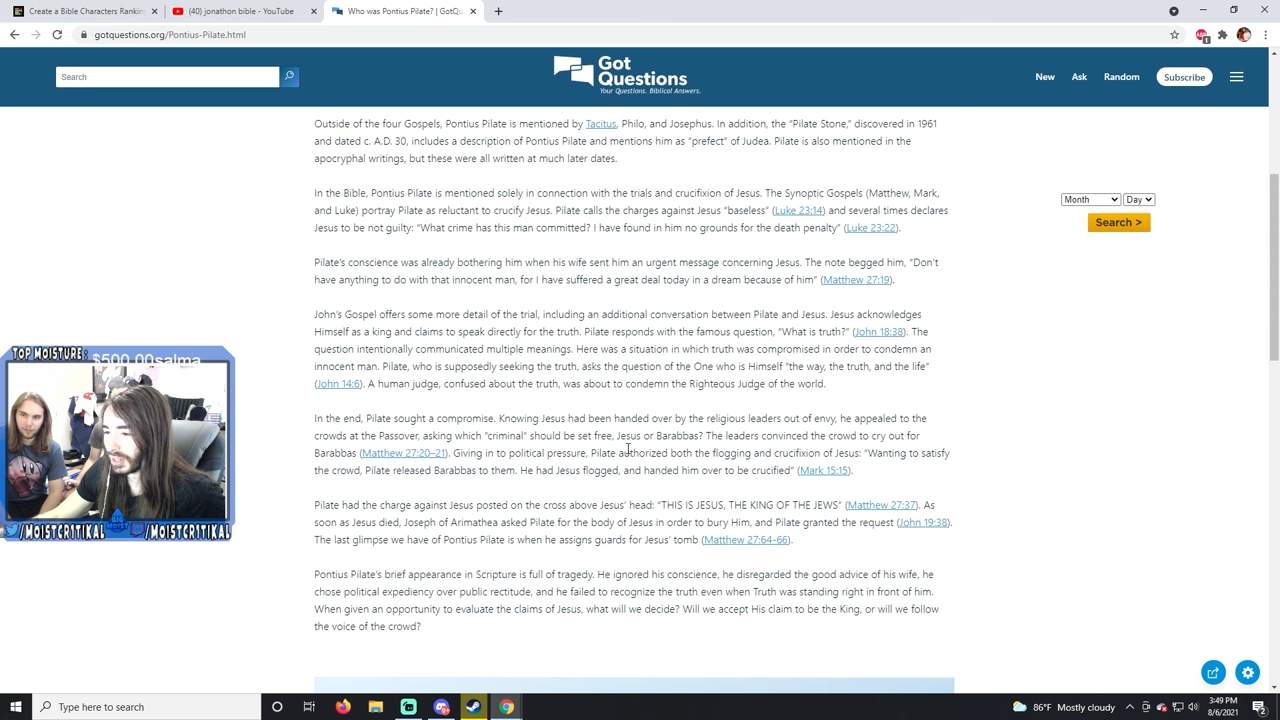 Create a Bible Characters Rankin
(40) jonathon bible - YouTube
Who was Pontius Pilate? | GotQu
gotquestions.org/Pontius-Pilate.html
1
Search
Got
Questions
Your Questions. Biblical Answers.
New
Ask
Random
Subscribe
Outside of the four Gospels, Pontius Pilate is mentioned by Tacitus, Philo, and Josephus. In addition, the “Pilate Stone,” discovered in 1961
and dated c. A.D. 30, includes a description of Pontius Pilate and mentions him as “prefect” of Judea. Pilate is also mentioned in the
apocryphal writings, but these were all written at much later dates.
In the Bible, Pontius Pilate is mentioned solely in connection with the trials and crucifixion of Jesus. The Synoptic Gospels (Matthew, Mark,
and Luke) portray Pilate as reluctant to crucify Jesus. Pilate calls the charges against Jesus “baseless” (Luke 23:14) and several times declares
Jesus to be not guilty: “What crime has this man committed? I have found in him no grounds for the death penalty” (Luke 23:22).
Month
Day
Search >
Pilate's conscience was already bothering him when his wife sent him an urgent message concerning Jesus. The note begged him, “Don’t
have anything to do with that innocent man, for I have suffered a great deal today in a dream because of him” (Matthew 27:19).
John’s Gospel offers some more detail of the trial, including an additional conversation between Pilate and Jesus. Jesus acknowledges
Himself as a king and claims to speak directly for the truth. Pilate responds with the famous question, “What is truth?” (John 18:38). The
question intentionally communicated multiple meanings. Here was a situation in which truth was compromised in order to condemn an
innocent man. Pilate, who is supposedly seeking the truth, asks the question of the One who is Himself “the way, the truth, and the life”
(John 14:6). A human judge, confused about the truth, was about to condemn the Righteous Judge of the world.
TOP MOISTURE:
$500.00salma
In the end, Pilate sought a compromise. Knowing Jesus had been handed over by the religious leaders out of envy, he appealed to the
crowds at the Passover, asking which “criminal” should be set free, Jesus or Barabbas? The leaders convinced the crowd to cry out for
Barabbas (Matthew 27:20–21). Giving in to political pressure, Pilate authorized both the flogging and crucifixion of Jesus: “Wanting to satisfy
the crowd, Pilate released Barabbas to them. He had Jesus flogged, and handed him over to be crucified” (Mark 15:15).
Pilate had the charge against Jesus posted on the cross above Jesus’ head: “THIS IS JESUS, THE KING OF THE JEWS” (Matthew 27:37). As
soon as Jesus died, Joseph of Arimathea asked Pilate for the body of Jesus in order to bury Him, and Pilate granted the request (John 19:38).
The last glimpse we have of Pontius Pilate is when he assigns guards for Jesus’ tomb (Matthew 27:64-66).
/MOISTCRITIKAL
BIG
MOIST
/MOISTCRITIKAL
Pontius Pilate’s brief appearance in Scripture is full of tragedy. He ignored his conscience, he disregarded the good advice of his wife, he
chose political expediency over public rectitude, and he failed to recognize the truth even when Truth was standing right in front of him.
When given an opportunity to evaluate the claims of Jesus, what will we decide? Will we accept His claim to be the King, or will we follow
the voice of the crowd?
Type here to search
86°F Mostly cloudy
3:49 PM
8/6/2021
2